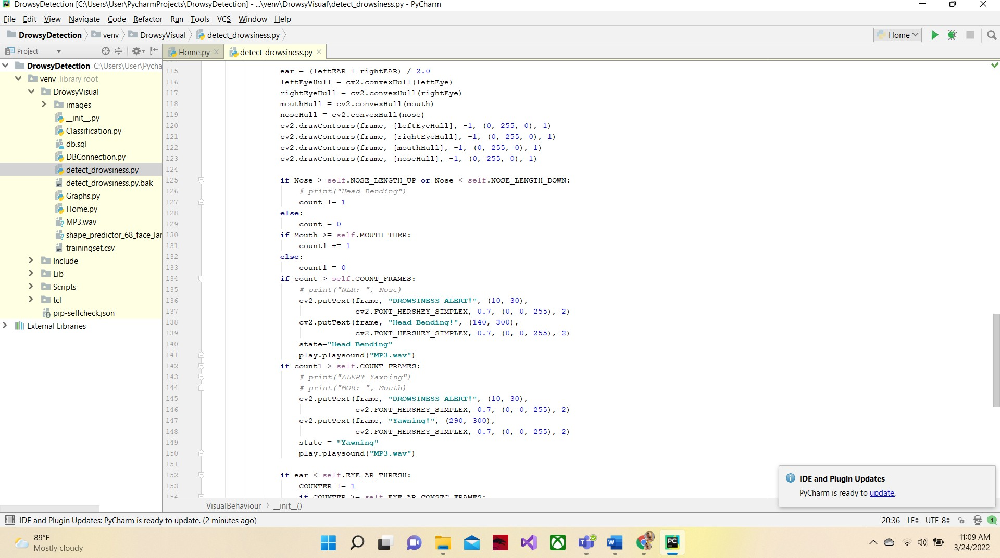 DrowsyDetection [C:\Users\User\PycharmProjects\DrowsyDetection] - ...\venv\DrowsyVisual\detect_drowsiness.py - PyCharm
File Edit View Navigate Code Refactor Run Tools VCS Window Help
DrowsyDetection venv DrowsyVisual detect_drowsiness.py Home
Project Home.py detect_drowsiness.py
DrowsyDetection C:\Users\User\Pycha
venv library root
DrowsyVisual
images
__init__.py
Classification.py
db.sql
DBConnection.py
detect_drowsiness.py
detect_drowsiness.py.bak
Graphs.py
Home.py
MP3.wav
shape_predictor_68_face_lar
trainingset.csv
Include
Lib
Scripts
tcl
pip-selfcheck.json
External Libraries
114
115 ear = (leftEAR + rightEAR) / 2.0
116 leftEyeHull = cv2.convexHull(leftEye)
117 rightEyeHull = cv2.convexHull(rightEye)
118 mouthHull = cv2.convexHull(mouth)
119 noseHull = cv2.convexHull(nose)
120 cv2.drawContours(frame, [leftEyeHull], -1, (0, 255, 0), 1)
121 cv2.drawContours(frame, [rightEyeHull], -1, (0, 255, 0), 1)
122 cv2.drawContours(frame, [mouthHull], -1, (0, 255, 0), 1)
123 cv2.drawContours(frame, [noseHull], -1, (0, 255, 0), 1)
124
125 if Nose > self.NOSE_LENGTH_UP or Nose < self.NOSE_LENGTH_DOWN:
126 # print("Head Bending")
127 count += 1
128 else:
129 count = 0
130 if Mouth >= self.MOUTH_THER:
131 count1 += 1
132 else:
133 count1 = 0
134 if count > self.COUNT_FRAMES:
135 # print("NLR: ", Nose)
136 cv2.putText(frame, "DROWSINESS ALERT!", (10, 30),
137 cv2.FONT_HERSHEY_SIMPLEX, 0.7, (0, 0, 255), 2)
138 cv2.putText(frame, "Head Bending!", (140, 300),
139 cv2.FONT_HERSHEY_SIMPLEX, 0.7, (0, 0, 255), 2)
140 state="Head Bending"
141 play.playsound("MP3.wav")
142 if count1 > self.COUNT_FRAMES:
143 # print("ALERT Yawning")
144 # print("MOR: ", Mouth)
145 cv2.putText(frame, "DROWSINESS ALERT!", (10, 30),
146 cv2.FONT_HERSHEY_SIMPLEX, 0.7, (0, 0, 255), 2)
147 cv2.putText(frame, "Yawning!", (290, 300),
148 cv2.FONT_HERSHEY_SIMPLEX, 0.7, (0, 0, 255), 2)
149 state = "Yawning"
150 play.playsound("MP3.wav")
151
152 if ear < self.EYE_AR_THRESH:
153 COUNTER += 1
154 if COUNTER >= self.EYE_AR_CONSEC_FRAMES:
VisualBehaviour __init__()
IDE and Plugin Updates
PyCharm is ready to update.
IDE and Plugin Updates: PyCharm is ready to update. (2 minutes ago) 20:36 LF UTF-8 1
89°F
Mostly cloudy
11:09 AM
3/24/2022